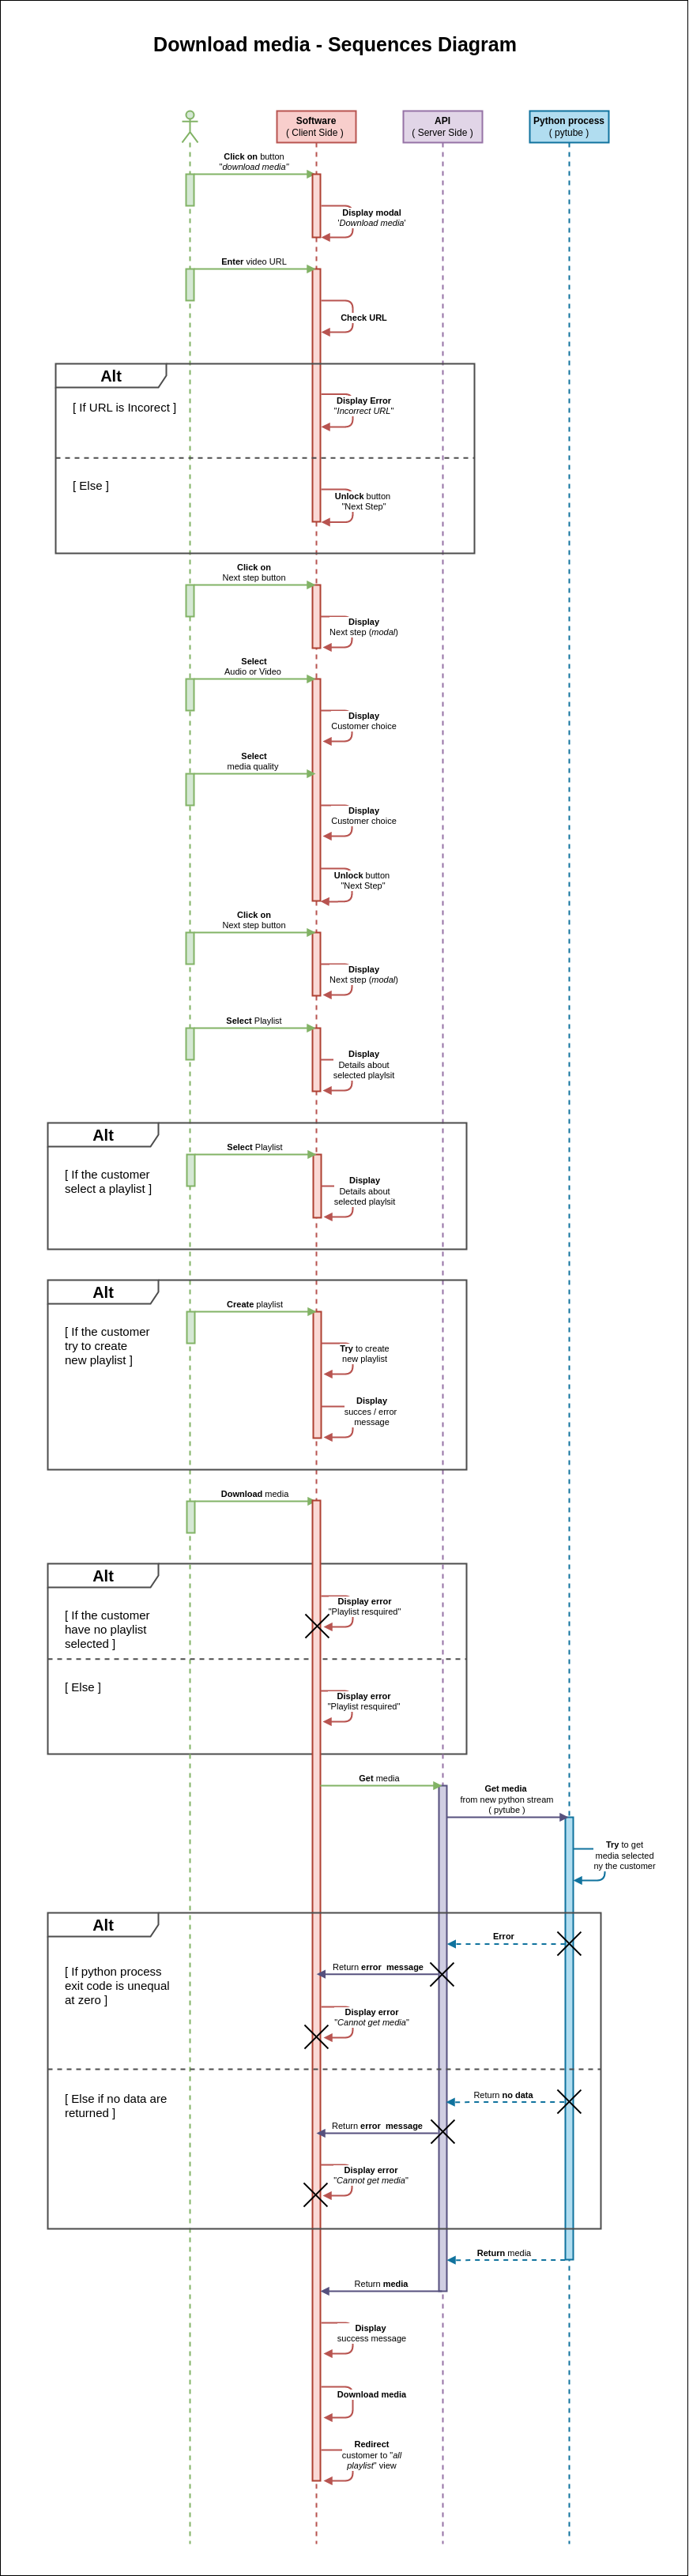 Download media - Sequences Diagram
Software
( Client Side )
API
( Server Side )
Python process
( pytube )
Click on button
"download media"
Display modal
'Download media'
Enter video URL
Check URL
Alt
[ If URL is Incorect ]
Display Error
"Incorrect URL"
[ Else ]
Unlock button
"Next Step"
Click on
Next step button
Display
Next step (modal)
Select
Audio or Video
Display
Customer choice
Select
media quality
Display
Customer choice
Unlock button
"Next Step"
Click on
Next step button
Display
Next step (modal)
Select Playlist
Display
Details about
selected playlsit
Alt
Select Playlist
[ If the customer
select a playlist ]
Display
Details about
selected playlsit
Alt
Create playlist
[ If the customer
try to create
new playlist ]
Try to create
new playlist
Display
succes / error
message
Download media
Alt
[ If the customer
have no playlist
selected ]
Display error
"Playlist resquired"
[ Else ]
Display error
"Playlist resquired"
Get media
Get media
from new python stream
( pytube )
Try to get
media selected
ny the customer
Alt
Error
[ If python process
exit code is unequal
at zero ]
Return error  message
Display error
"Cannot get media"
[ Else if no data are
returned ]
Return no data
Return error  message
Display error
"Cannot get media"
Return media
Return media
Display
success message
Download media
Redirect
customer to "all
playlist" view